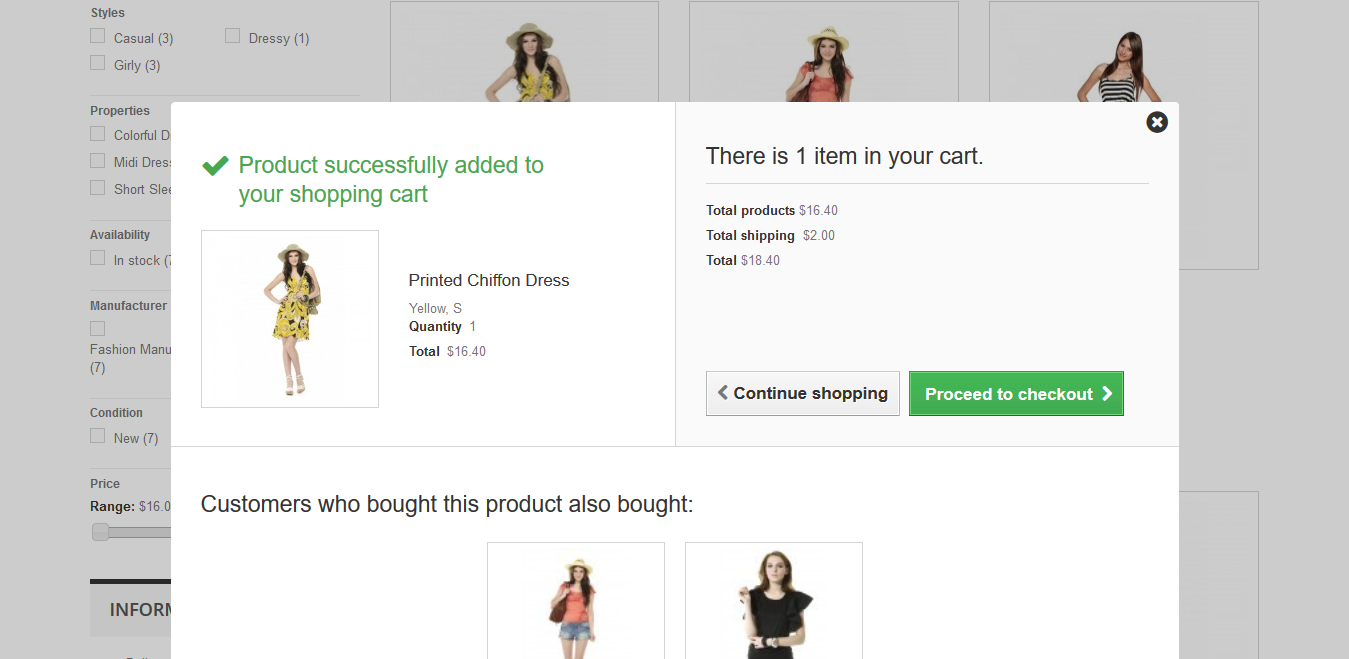 Styles
Casual (3) Dressy (1)
Girly (3)
Properties
Colorful D
Midi Dress
Short Slee
Availability
In stock (7
Manufacturer
Fashion Manu
(7)
Condition
New (7)
Price
Range: $16.0
INFORM
Product successfully added to
your shopping cart
Printed Chiffon Dress
Yellow, S
Quantity 1
Total $16.40
There is 1 item in your cart.
Total products $16.40
Total shipping $2.00
Total $18.40
Continue shopping
Proceed to checkout
Customers who bought this product also bought: